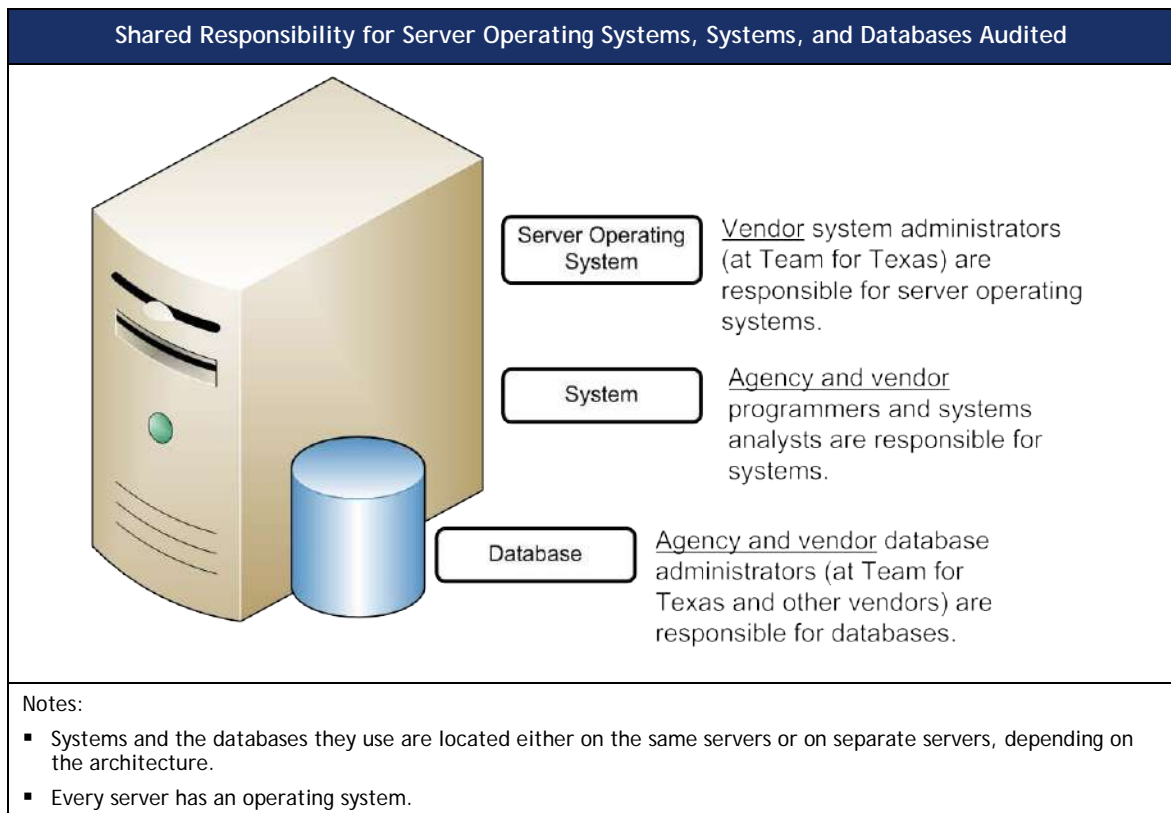 Shared Responsibility for Server Operating Systems, Systems, and Databases Audited
Server Operating
System
Vendor system administrators
(at Team for Texas) are
responsible for server operating
systems.
System
Agency and vendor
programmers and systems
analysts are responsible for
systems.
Database
Agency and vendor database
administrators (at Team for
Texas and other vendors) are
responsible for databases.
Notes:
▪ Systems and the databases they use are located either on the same servers or on separate servers, depending on
the architecture.
▪ Every server has an operating system.